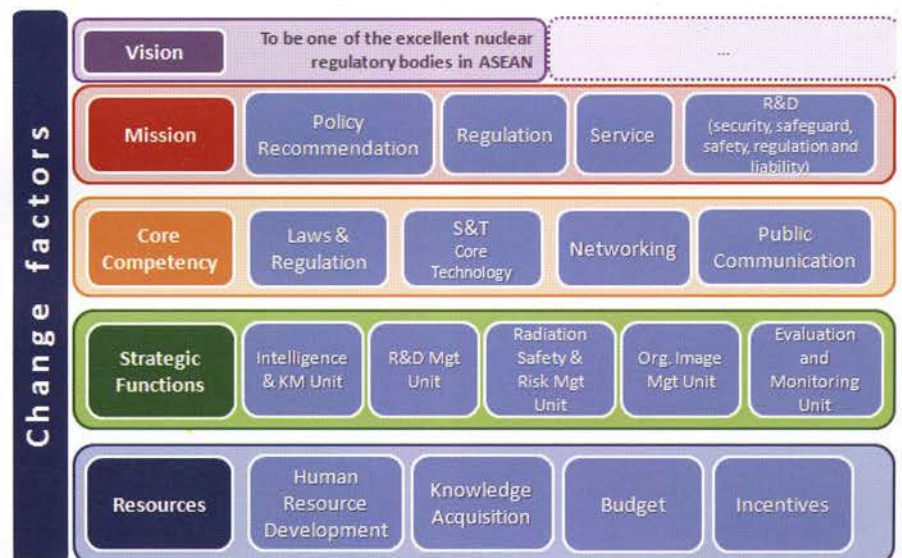 Change factors
Vision
To be one of the excellent nuclear
regulatory bodies in ASEAN
...
Mission
Policy
Recommendation
Regulation
Service
R&D
(security, safeguard,
safety, regulation and
liability)
Core
Competency
Laws &
Regulation
S&T
Core
Technology
Networking
Public
Communication
Strategic
Functions
Intelligence
& KM Unit
R&D Mgt
Unit
Radiation
Safety &
Risk Mgt
Unit
Org. Image
Mgt Unit
Evaluation
and
Monitoring
Unit
Resources
Human
Resource
Development
Knowledge
Acquisition
Budget
Incentives